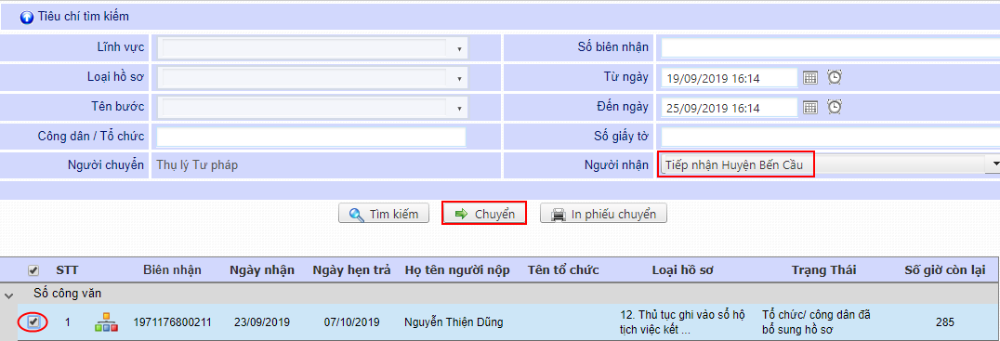 Tiêu chí tìm kiếm
Lĩnh vực
Số biên nhận
Loại hồ sơ
Từ ngày 19/09/2019 16:14
Tên bước
Đến ngày 25/09/2019 16:14
Công dân / Tổ chức
Số giấy tờ
Người chuyển Thụ lý Tư pháp
Người nhận Tiếp nhận Huyện Bến Cầu
Tìm kiếm Chuyển In phiếu chuyển
STT Biên nhận Ngày nhận Ngày hẹn trả Họ tên người nộp Tên tổ chức Loại hồ sơ Trạng Thái Số giờ còn lại
Số công văn
1 1971176800211 23/09/2019 07/10/2019 Nguyễn Thiện Dũng
12. Thủ tục ghi vào sổ hộ
tịch việc kết ...
Tổ chức/ công dân đã
bổ sung hồ sơ
285